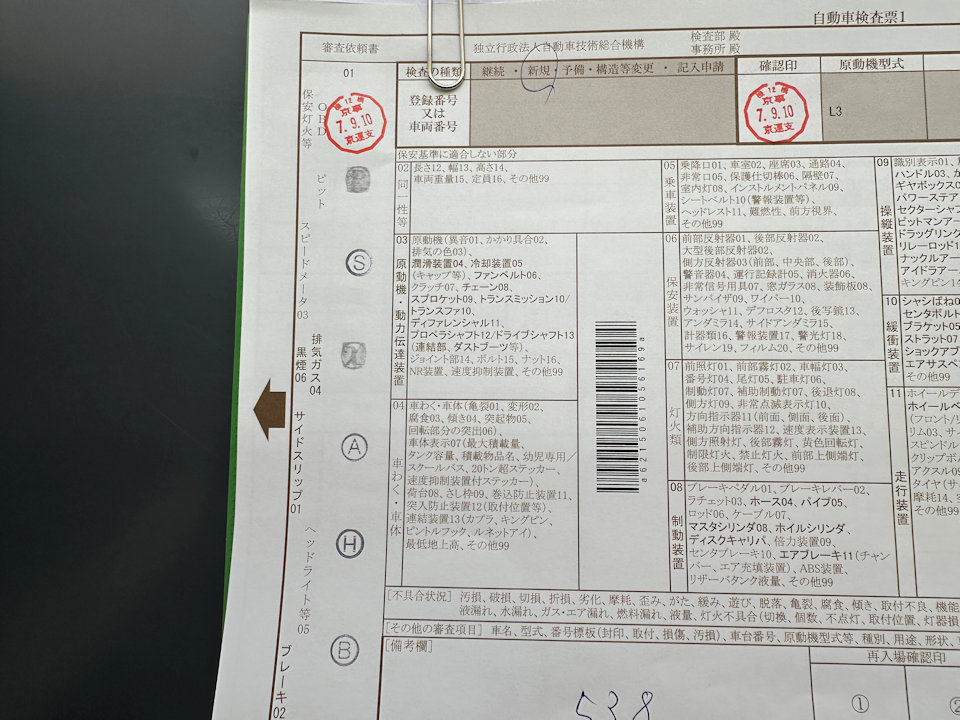 自動車検査票1
審査依頼書
独立行政法人自動車技術総合機構
検査部 殿
事務所 殿
01
検査の種類
継続・新規・予備・構造等変更・記入申請
確認印
原動機型式
登録番号
又は
車両番号
検12機
京事
7.9.10
京運支
L3
保安灯火等
OBD
検12機
京事
7.9.10
京運支
ピット
スピードメータ03
S
排気ガス04
黒煙06
サイドスリップ01
A
ヘッドライト等05
H
ブレーキ02
B
保安基準に適合しない部分
02 同一性等
長さ12、幅13、高さ14、
車両重量15、定員16、その他99
03 原動機・動力伝達装置
原動機(異音01、かかり具合02、
排気の色03)、
潤滑装置04、冷却装置05
(キャップ等)、ファンベルト06、
クラッチ07、チェーン08、
スプロケット09、トランスミッション10/
トランスファ10、
ディファレンシャル11、
プロペラシャフト12/ドライブシャフト13
(連結部、ダストブーツ等)、
ジョイント部14、ボルト15、ナット16、
NR装置、速度抑制装置、その他99
04 車わく・車体
車わく・車体(亀裂01、変形02、
腐食03、傾き04、突起物05、
回転部分の突出06)、
車体表示07(最大積載量、
タンク容量、積載物品名、幼児専用/
スクールバス、20トン超ステッカー、
速度抑制装置付ステッカー)、
荷台08、さし枠09、巻込防止装置11、
突入防止装置12(取付位置等)、
連結装置13(カプラ、キングピン、
ピントルフック、ルネットアイ)、
最低地上高、その他99
a62150610561169a
05 乗車装置
乗降口01、車室02、座席03、通路04、
非常口05、保護仕切棒06、隔壁07、
室内灯08、インストルメントパネル09、
シートベルト10(警報装置等)、
ヘッドレスト11、難燃性、前方視界、
その他99
06 保安装置
前部反射器01、後部反射器02、
大型後部反射器02、
側方反射器03(前部、中央部、後部)、
警音器04、運行記録計05、消火器06、
非常信号用具07、窓ガラス08、装飾板08、
サンバイザ09、ワイパー10、
ウォッシャ11、デフロスタ12、後写鏡13、
アンダミラ14、サイドアンダミラ15、
計器類16、警報装置17、警光灯18、
サイレン19、フィルム20、その他99
07 灯火類
前照灯01、前部霧灯02、車幅灯03、
番号灯04、尾灯05、駐車灯06、
制動灯07、補助制動灯07、後退灯08、
側方灯09、非常点滅表示灯10、
方向指示器11(前面、側面、後面)、
補助方向指示器12、速度表示装置13、
側方照射灯、後部霧灯、黄色回転灯、
制限灯火、禁止灯火、前部上側端灯、
後部上側端灯、その他99
08 制動装置
ブレーキペダル01、ブレーキレバー02、
ラチェット03、ホース04、パイプ05、
ロッド06、ケーブル07、
マスタシリンダ08、ホイルシリンダ、
ディスクキャリパ、倍力装置09、
センタブレーキ10、エアブレーキ11(チャン
バー、エア充填装置)、ABS装置、
リザーバタンク液量、その他99
09 操縦装置
識別表示01、
ハンドル03、
ギヤボックス0
パワーステア
セクターシャフ
ピットマンアー
ドラッグリンク
リレーロッド1
ナックルアー
アイドラアー
キングピン14
10 緩衝装置
シャシばね0
センタボルト
ブラケット05
ストラット07
ショックアブ
エアサスペ
その他99
11 走行装置
ホイールデ
ホイールベ
(フロント/リ
リム03、サ
スピンドル
クリップボ
アクスル09
タイヤ(サ
摩耗14、
その他99
[不具合状況] 汚損、破損、切損、折損、劣化、摩耗、歪み、がた、緩み、遊び、脱落、亀裂、腐食、傾き、取付不良、機能
液漏れ、水漏れ、ガス・エア漏れ、燃料漏れ、液量、灯火不具合(切換、個数、不点灯、取付位置、灯器損
[その他の審査項目] 車名、型式、番号標板(封印、取付、損傷、汚損)、車台番号、原動機型式等、種別、用途、形状、
[備考欄]
538
再入場確認印
①
②